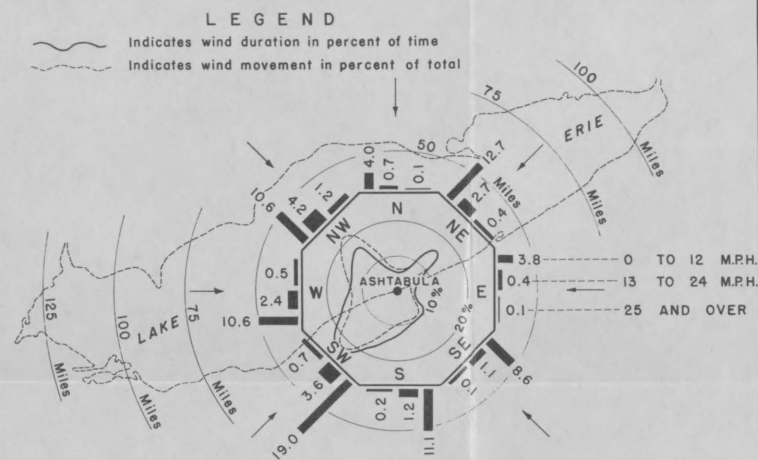 LEGEND
Indicates wind duration in percent of time
Indicates wind movement in percent of total
100
75
50
ERIE
Miles
Miles
Miles
4.0
0.7
0.1
12.7
2.7
0.4
10.6
4.2
1.2
NW
N
NE
3.8 0 TO 12 M.P.H.
0.4 13 TO 24 M.P.H.
0.1 25 AND OVER
0.5
2.4
10.6
W
ASHTABULA
E
10%
20%
125
100
75
LAKE
Miles
Miles
Miles
SW
S
SE
0.7
3.6
19.0
0.2
1.2
11.1
0.1
1.1
8.6